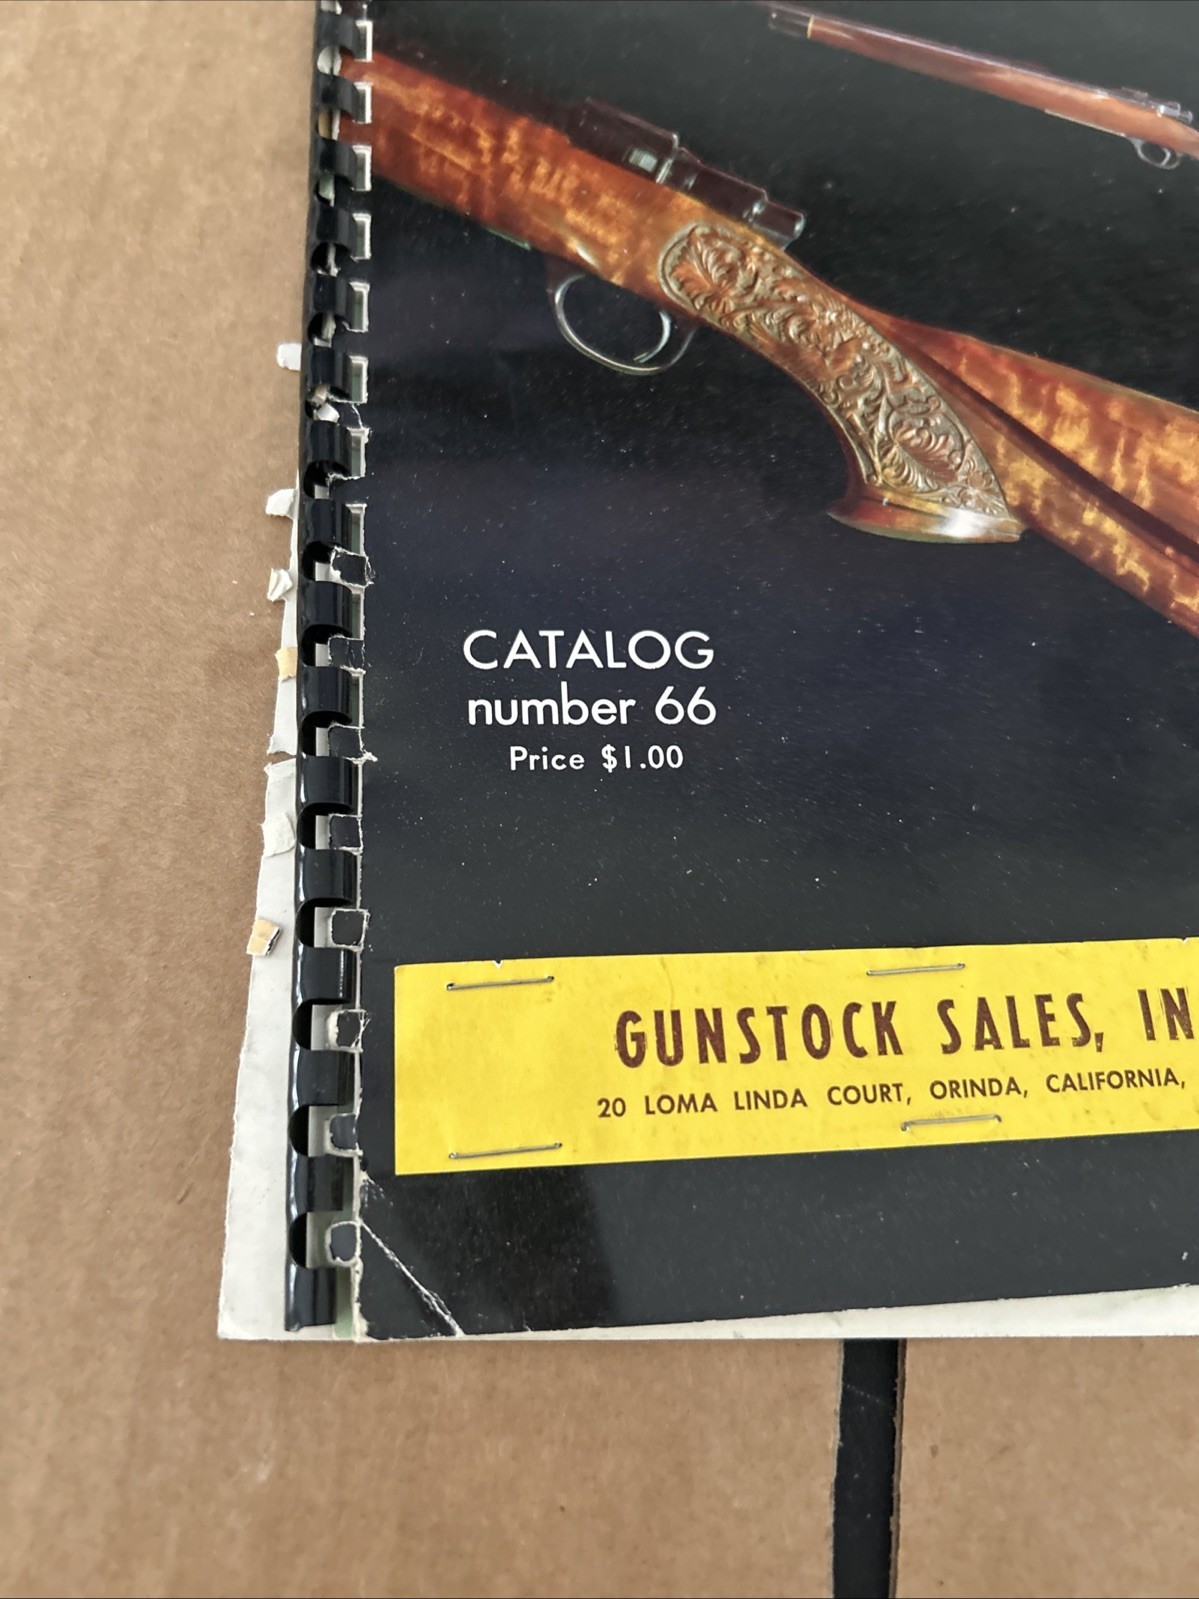 CATALOG
number 66
Price $1.00
GUNSTOCK SALES, IN
20 LOMA LINDA COURT, ORINDA, CALIFORNIA,